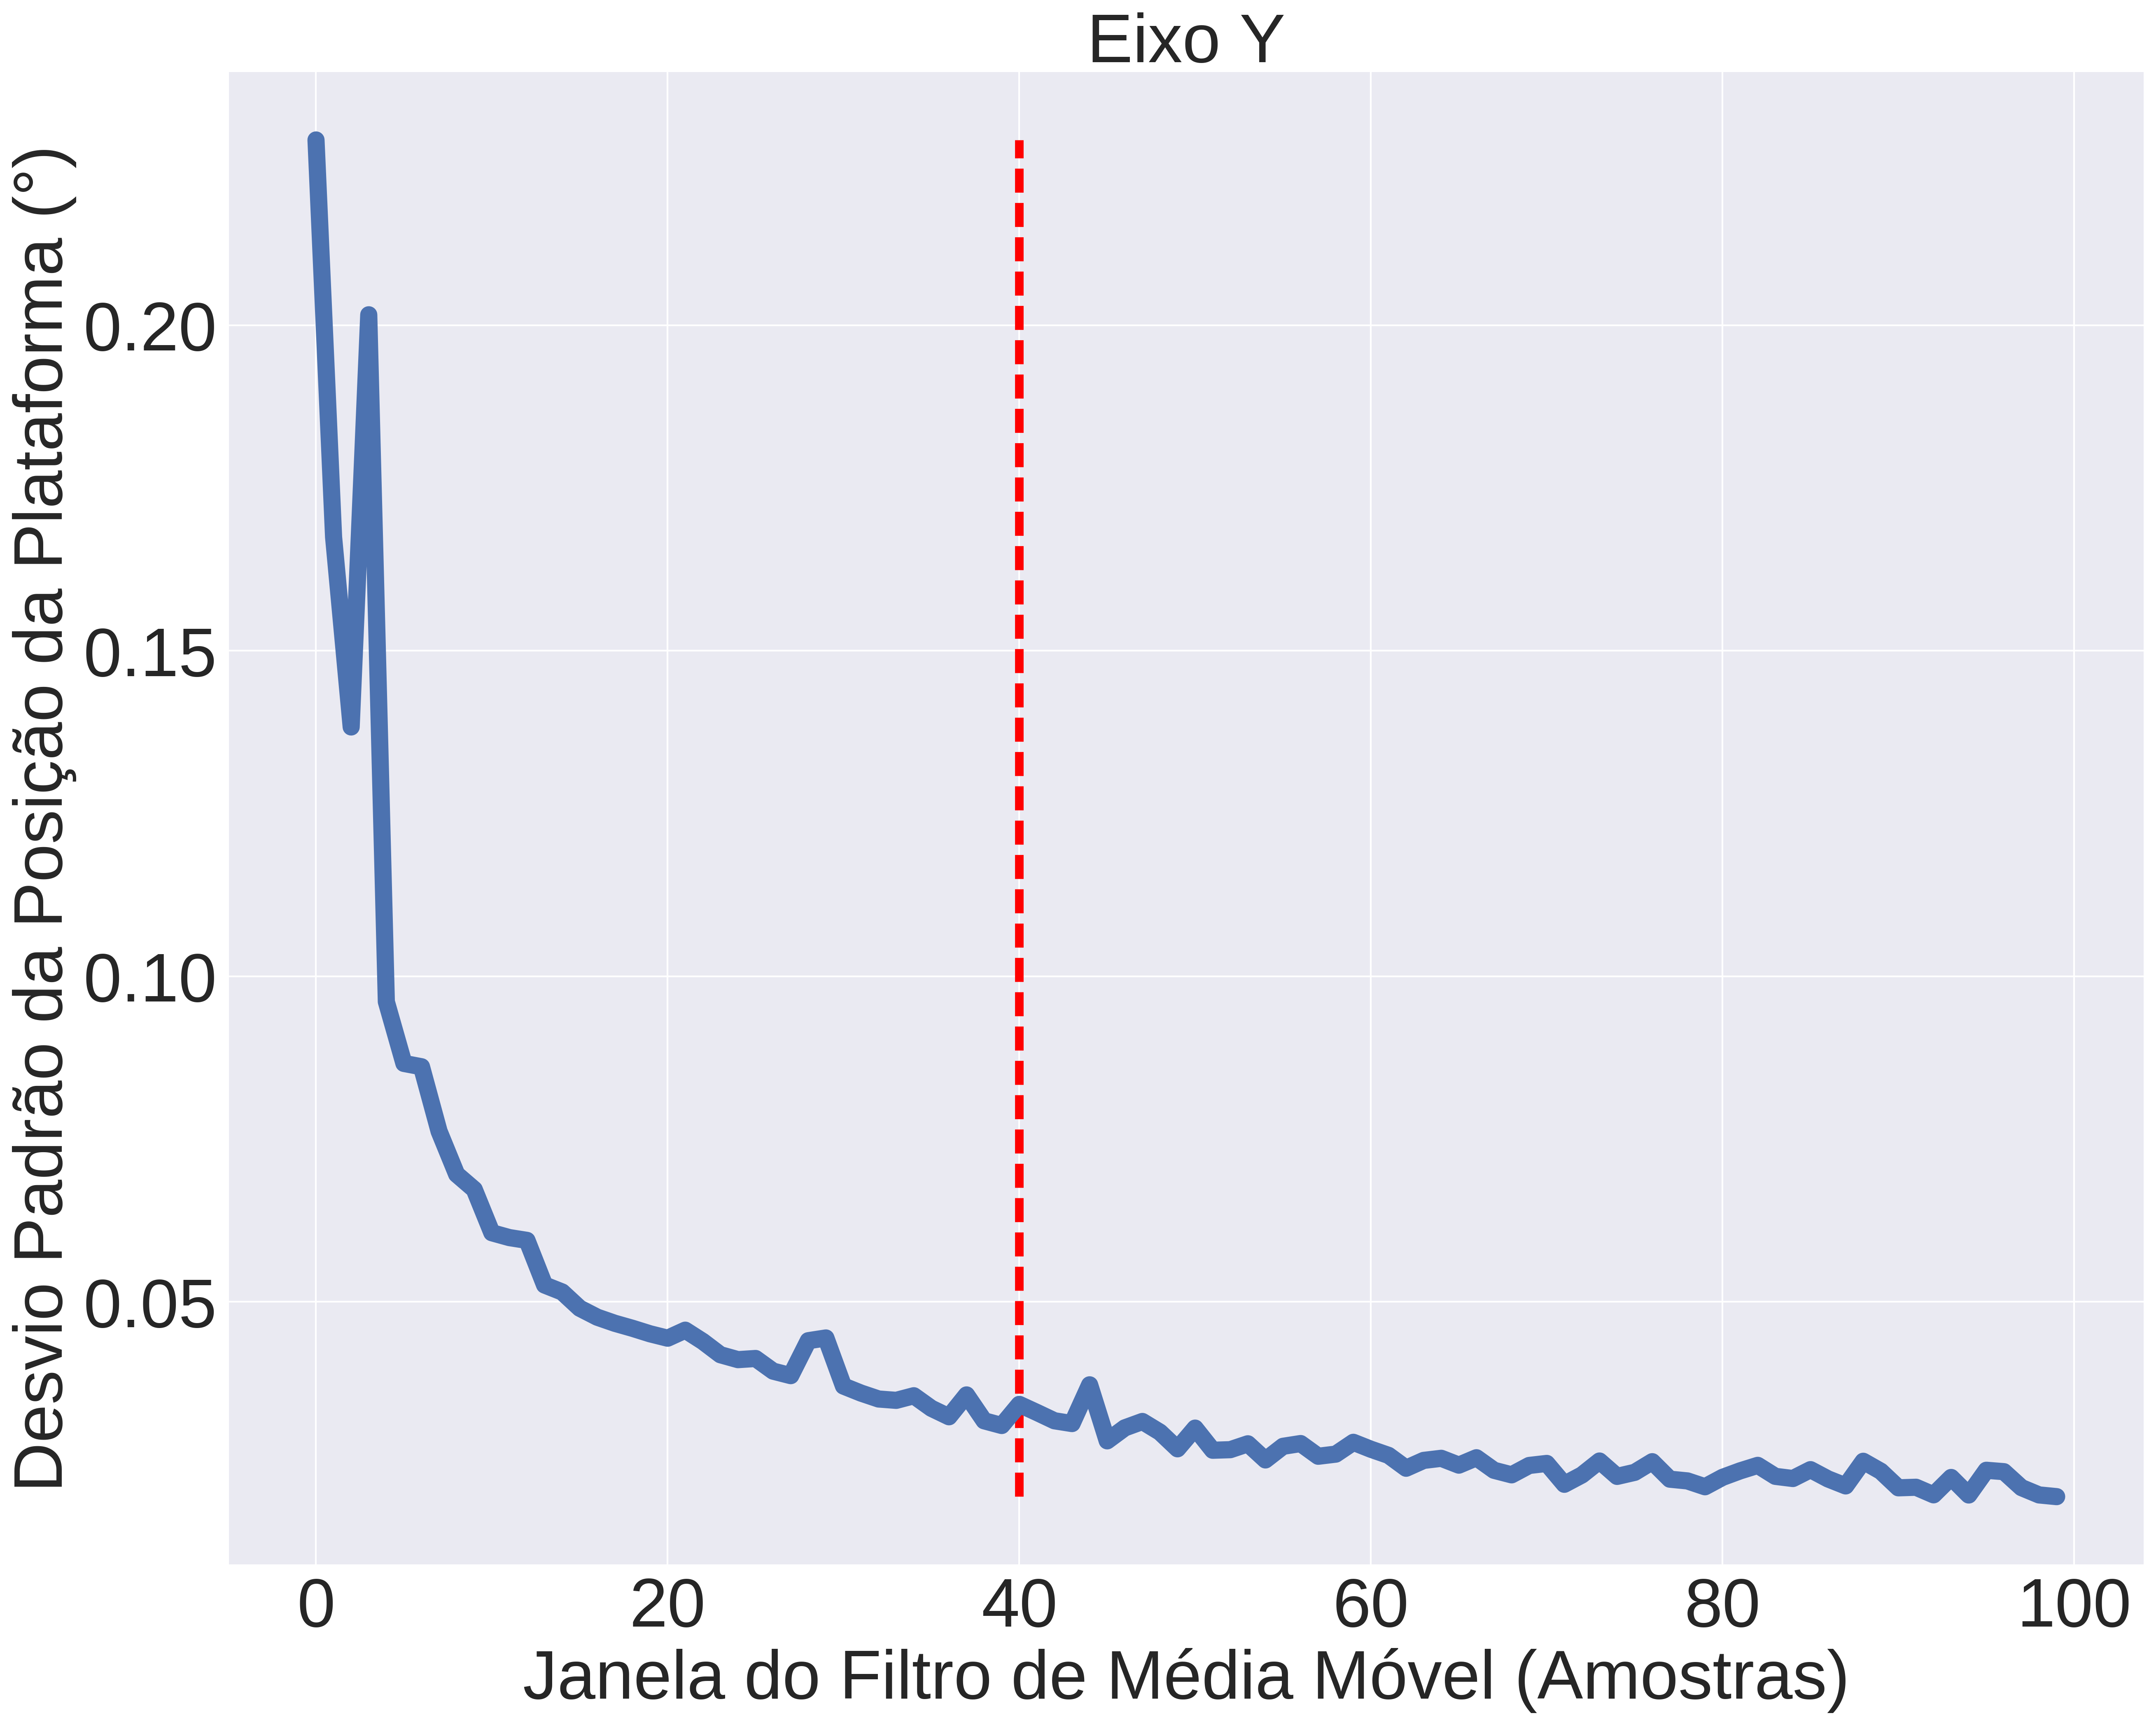 Eixo Y
Desvio Padrão da Posição da Plataforma (°)
0.20
0.15
0.10
0.05
0 20 40 60 80 100
Janela do Filtro de Média Móvel (Amostras)